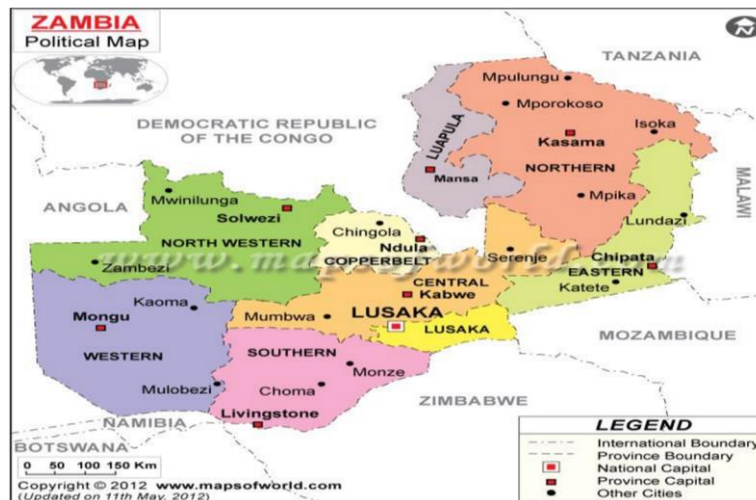 ZAMBIA
Political Map
N
TANZANIA
Mpulungu
Mporokoso
Isoka
DEMOCRATIC REPUBLIC
OF THE CONGO
LUAPULA
Kasama
NORTHERN
Mansa
MALAWI
Mwinilunga
Mpika
ANGOLA
Solwezi
Chingola
Lundazi
NORTH WESTERN
Ndula
COPPERBELT
Serenje
Chipata
www.mapsofworld.com
Zambezi
EASTERN
CENTRAL
Katete
Kabwe
Kaoma
Mumbwa
LUSAKA
Mongu
LUSAKA
MOZAMBIQUE
WESTERN
SOUTHERN
Monze
Mulobezi
Choma
ZIMBABWE
Livingstone
NAMIBIA
BOTSWANA
LEGEND
International Boundary
Province Boundary
National Capital
Province Capital
Other Cities
0 50 100 150 Km
Copyright © 2012 www.mapsofworld.com
(Updated on 11th May, 2012)